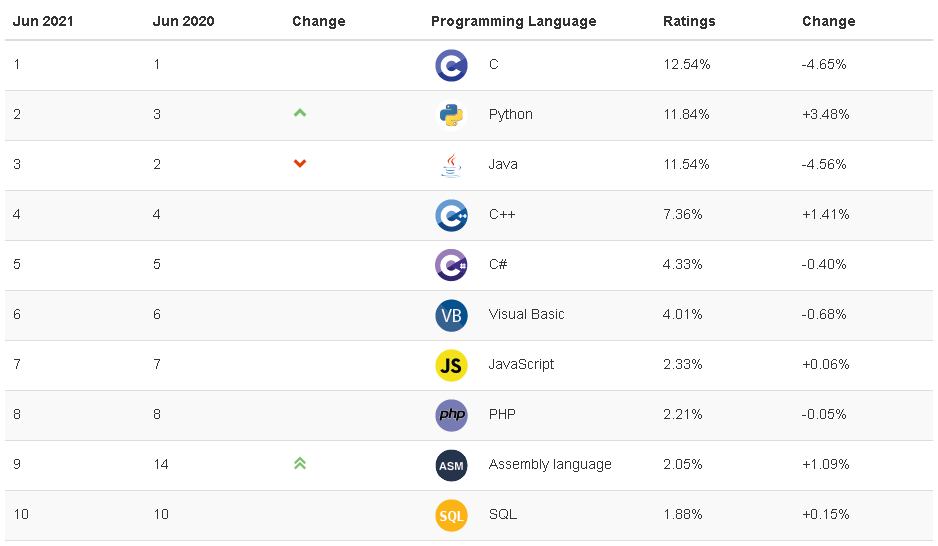 Jun 2021 Jun 2020 Change Programming Language Ratings Change
1 1 C C 12.54% -4.65%
2 3 Python 11.84% +3.48%
3 2 Java 11.54% -4.56%
4 4 C++ C++ 7.36% +1.41%
5 5 C# C# 4.33% -0.40%
6 6 VB Visual Basic 4.01% -0.68%
7 7 JS JavaScript 2.33% +0.06%
8 8 php PHP 2.21% -0.05%
9 14 ASM Assembly language 2.05% +1.09%
10 10 SQL SQL 1.88% +0.15%